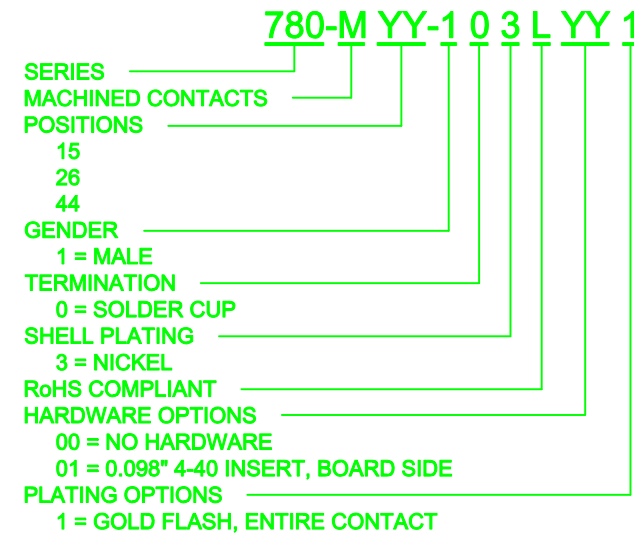 780-M YY-1 0 3 L YY 1
SERIES
MACHINED CONTACTS
POSITIONS
15
26
44
GENDER
1 = MALE
TERMINATION
0 = SOLDER CUP
SHELL PLATING
3 = NICKEL
RoHS COMPLIANT
HARDWARE OPTIONS
00 = NO HARDWARE
01 = 0.098" 4-40 INSERT, BOARD SIDE
PLATING OPTIONS
1 = GOLD FLASH, ENTIRE CONTACT